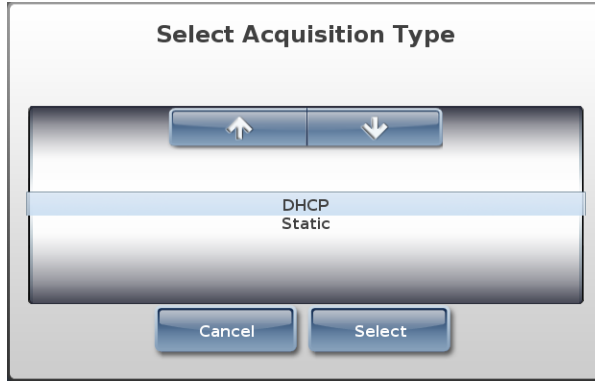 Select Acquisition Type
DHCP
Static
Cancel
Select